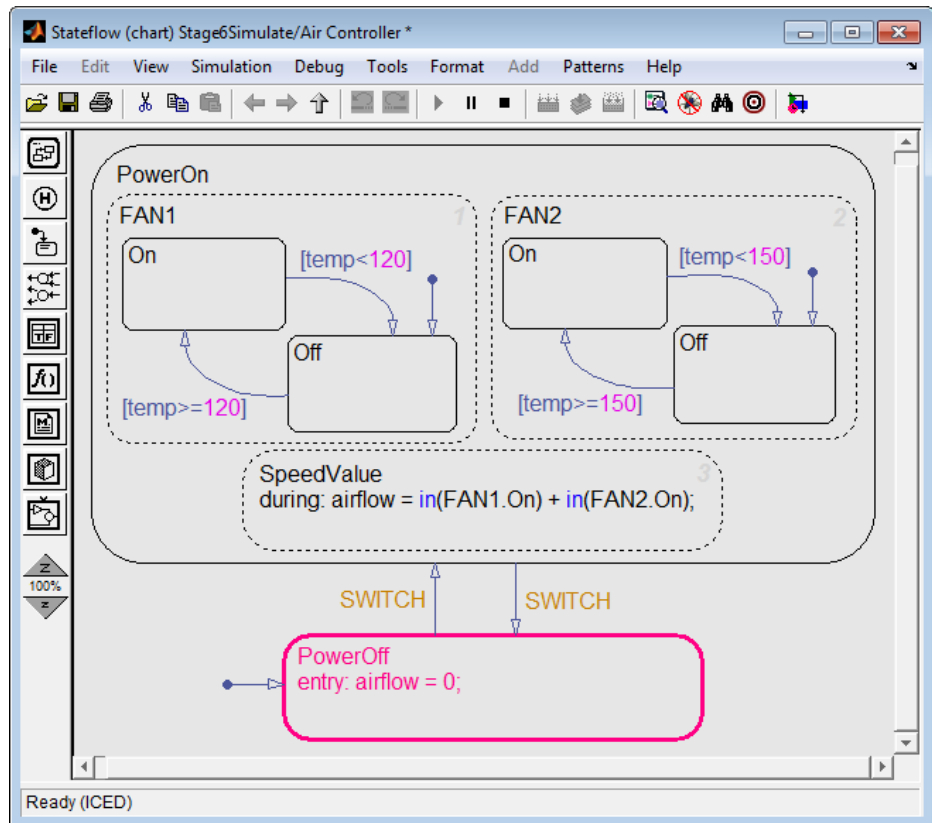 Stateflow (chart) Stage6Simulate/Air Controller *
File Edit View Simulation Debug Tools Format Add Patterns Help
PowerOn
FAN1 1
On
[temp<120]
Off
[temp>=120]
FAN2 2
On
[temp<150]
Off
[temp>=150]
SpeedValue 3
during: airflow = in(FAN1.On) + in(FAN2.On);
SWITCH
SWITCH
PowerOff
entry: airflow = 0;
H
TF
f()
M
Z
100%
z
Ready (ICED)